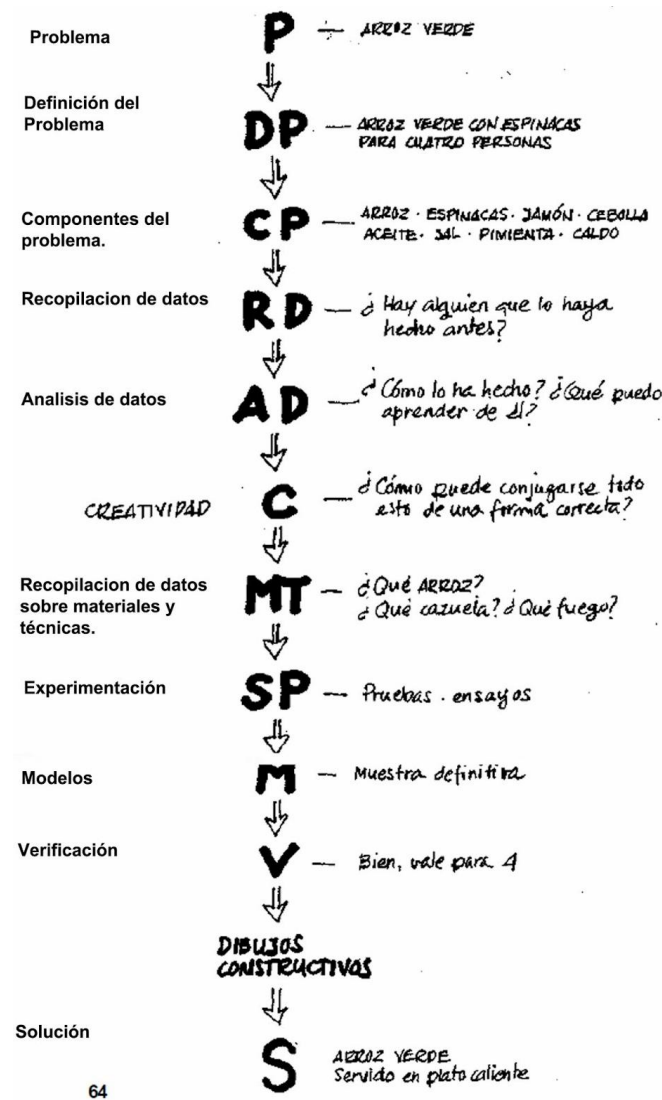 Problema
P — ARROZ VERDE
Definición del
Problema
DP — ARROZ VERDE CON ESPINACAS
PARA CUATRO PERSONAS
Componentes del
problema.
CP — ARROZ · ESPINACAS · JAMÓN · CEBOLLA
ACEITE · SAL · PIMIENTA · CALDO
Recopilacion de datos
RD — ¿Hay alguien que lo haya
hecho antes?
Analisis de datos
AD — ¿Cómo lo ha hecho? ¿Qué puedo
aprender de él?
CREATIVIDAD
C — ¿Cómo puede conjugarse todo
esto de una forma correcta?
Recopilacion de datos
sobre materiales y
técnicas.
MT — ¿Qué ARROZ?
¿Qué cazuela? ¿Qué fuego?
Experimentación
SP — Pruebas . ensayos
Modelos
M — Muestra definitiva
Verificación
V — Bien, vale para 4
DIBUJOS
CONSTRUCTIVOS
Solución
S ARROZ VERDE
Servido en plato caliente
64